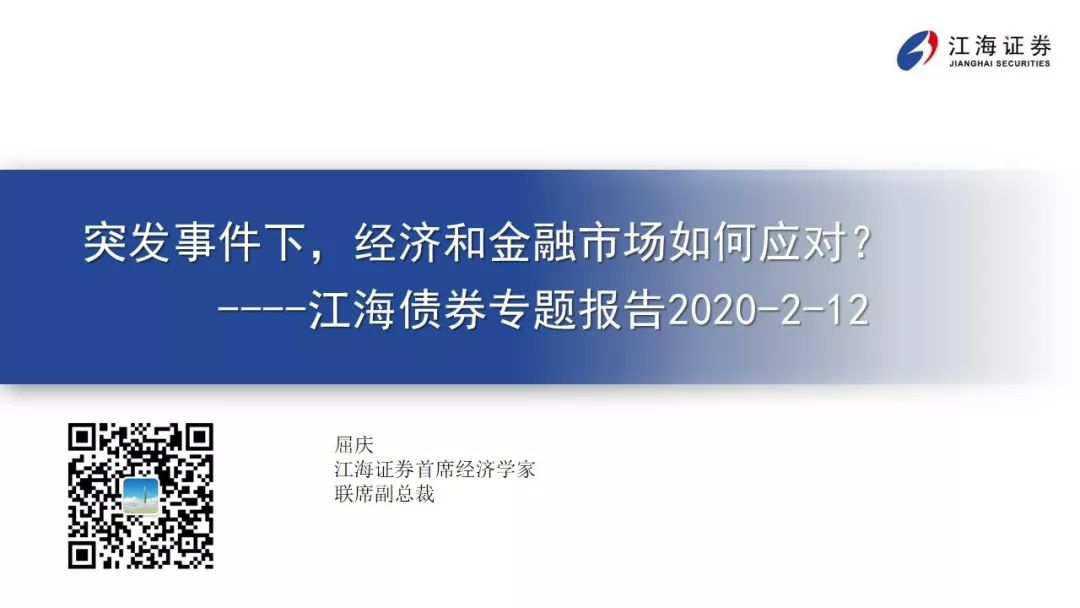 江海证券
JIANGHAI SECURITIES
突发事件下，经济和金融市场如何应对？
----江海债券专题报告2020-2-12
屈庆
江海证券首席经济学家
联席副总裁